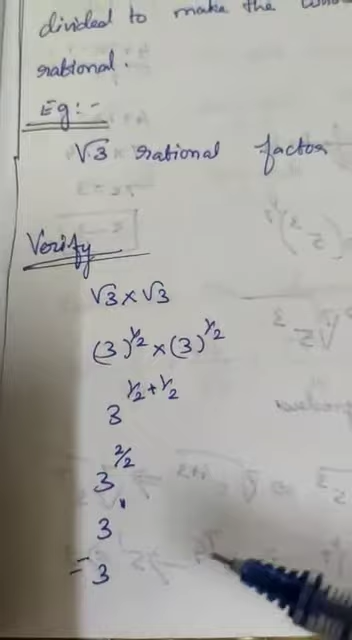 divided to make the
rational.
Eg:-
√3 rational factor
Verify
√3 × √3
(3)^1/2 × (3)^1/2
3^1/2 + 1/2
3^2/2
3^1
= 3